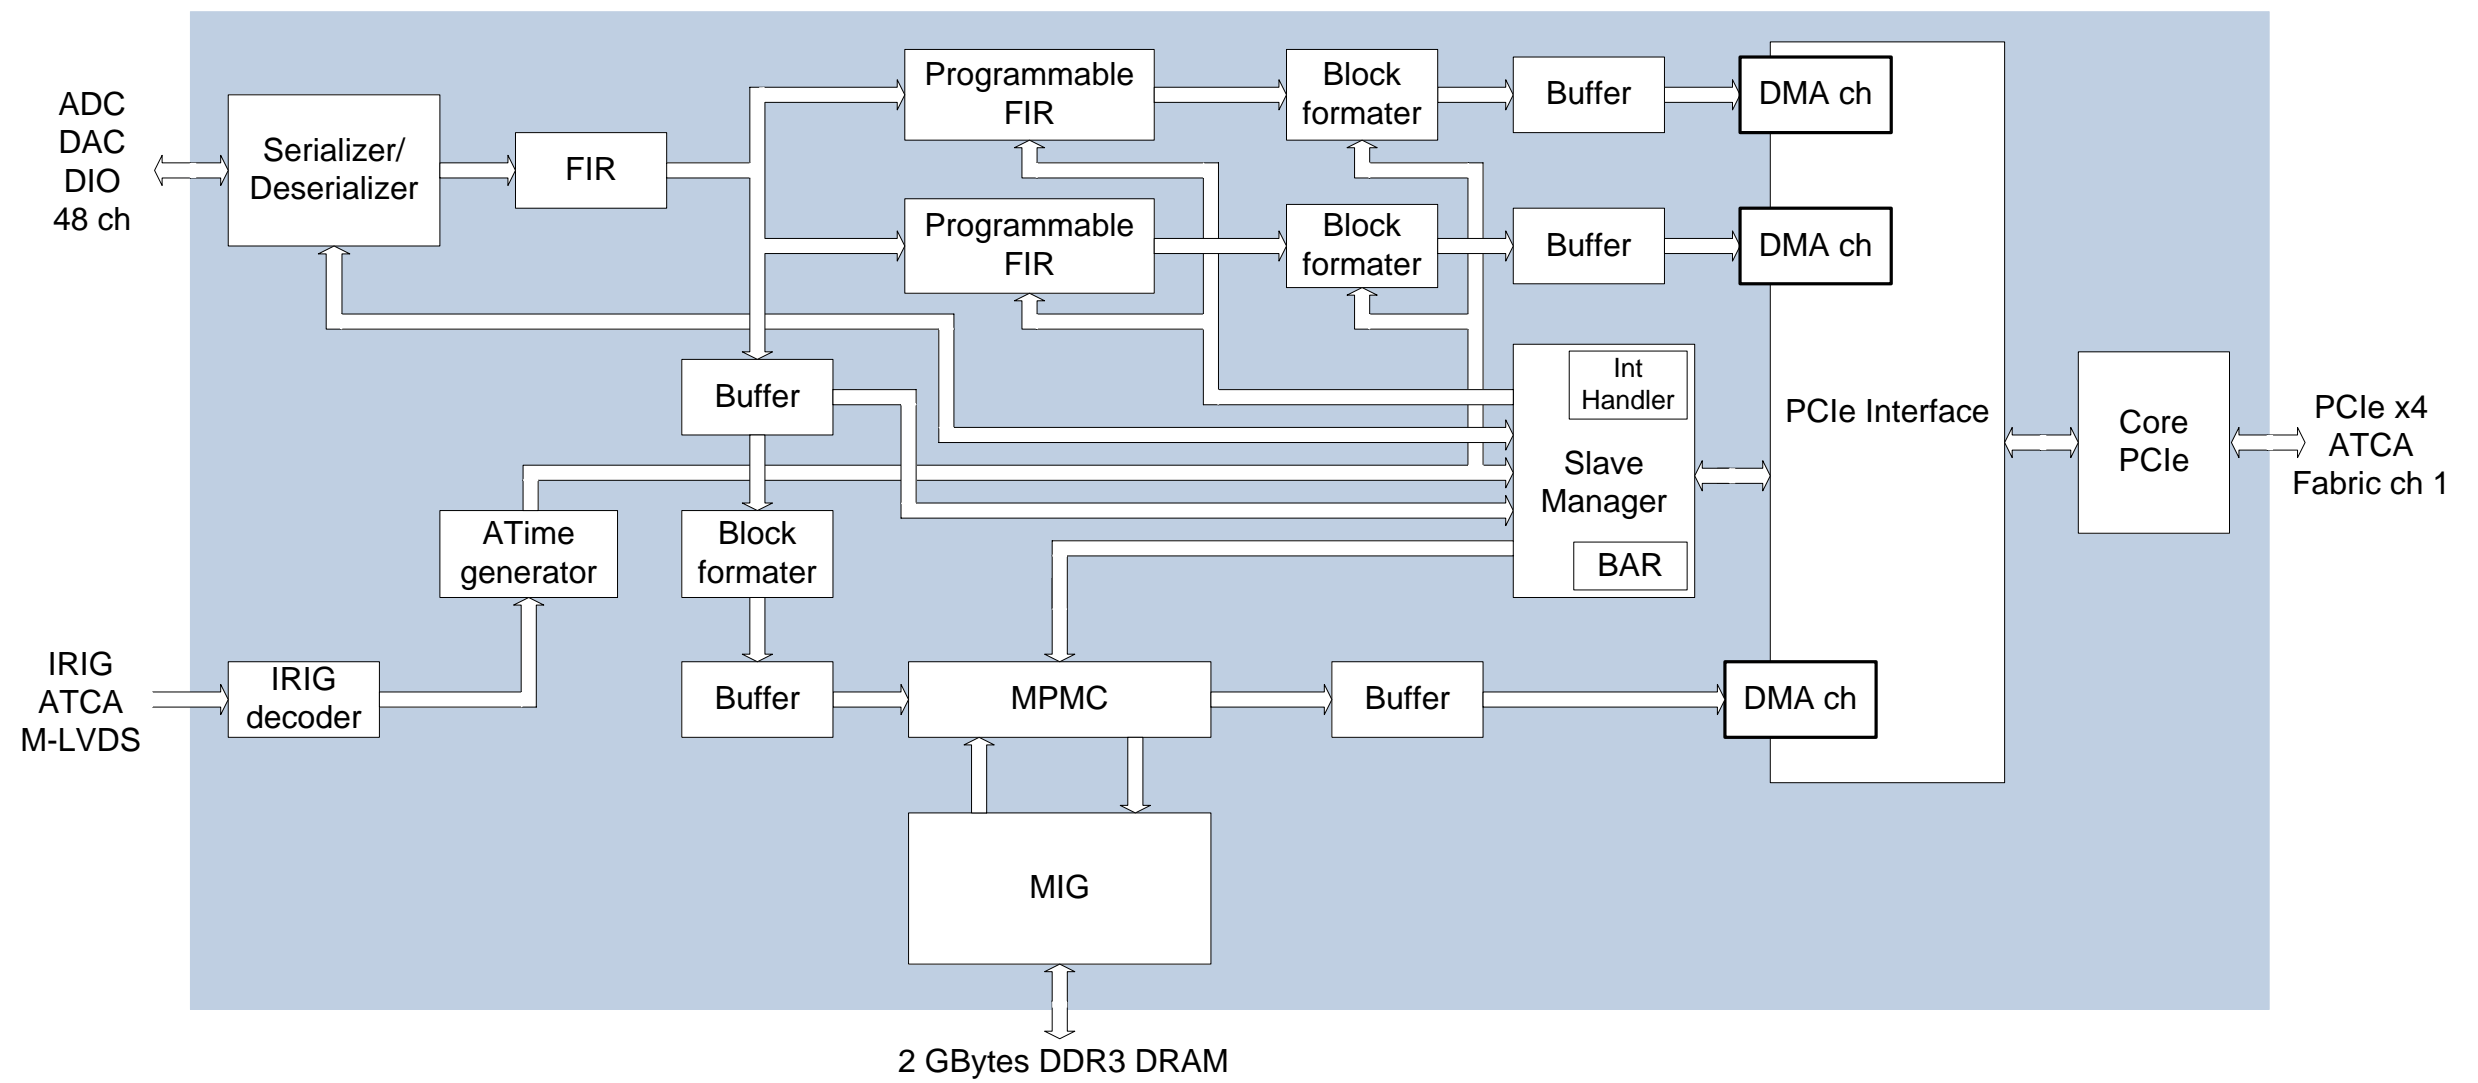 ADC
DAC
DIO
48 ch
Serializer/
Deserializer
FIR
Programmable
FIR
Block
formater
Buffer
DMA ch
Programmable
FIR
Block
formater
Buffer
DMA ch
Buffer
Int
Handler
Slave
Manager
BAR
PCIe Interface
Core
PCIe
PCIe x4
ATCA
Fabric ch 1
ATime
generator
Block
formater
IRIG
ATCA
M-LVDS
IRIG
decoder
Buffer
MPMC
Buffer
DMA ch
MIG
2 GBytes DDR3 DRAM